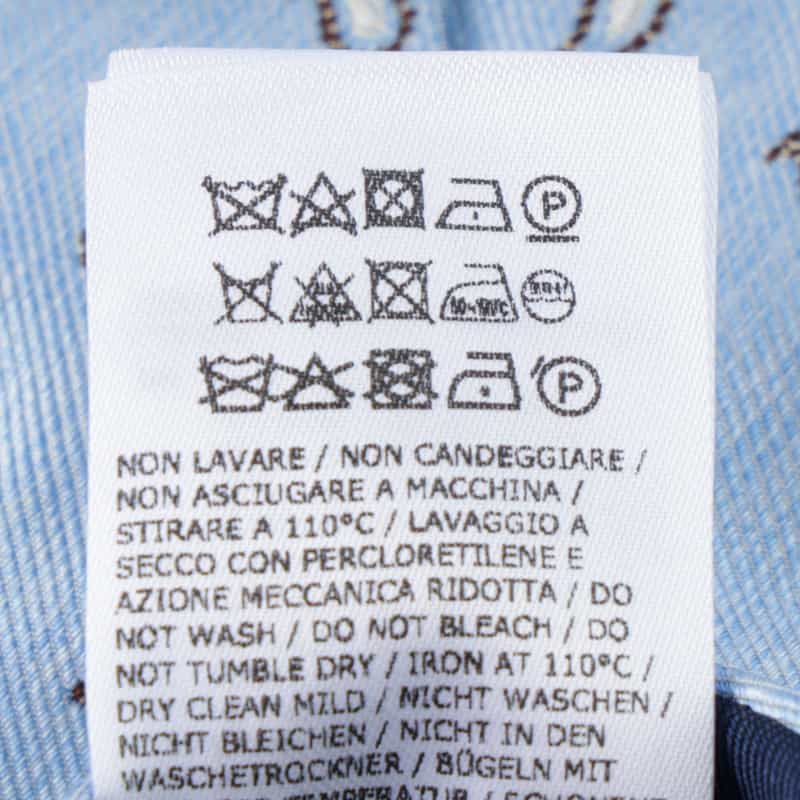 P
P
NON LAVARE / NON CANDEGGIARE /
NON ASCIUGARE A MACCHINA /
STIRARE A 110°C / LAVAGGIO A
SECCO CON PERCLORETILENE E
AZIONE MECCANICA RIDOTTA / DO
NOT WASH / DO NOT BLEACH / DO
NOT TUMBLE DRY / IRON AT 110°C /
DRY CLEAN MILD / NICHT WASCHEN /
NICHT BLEICHEN / NICHT IN DEN
WASCHETROCKNER / BÜGELN MIT